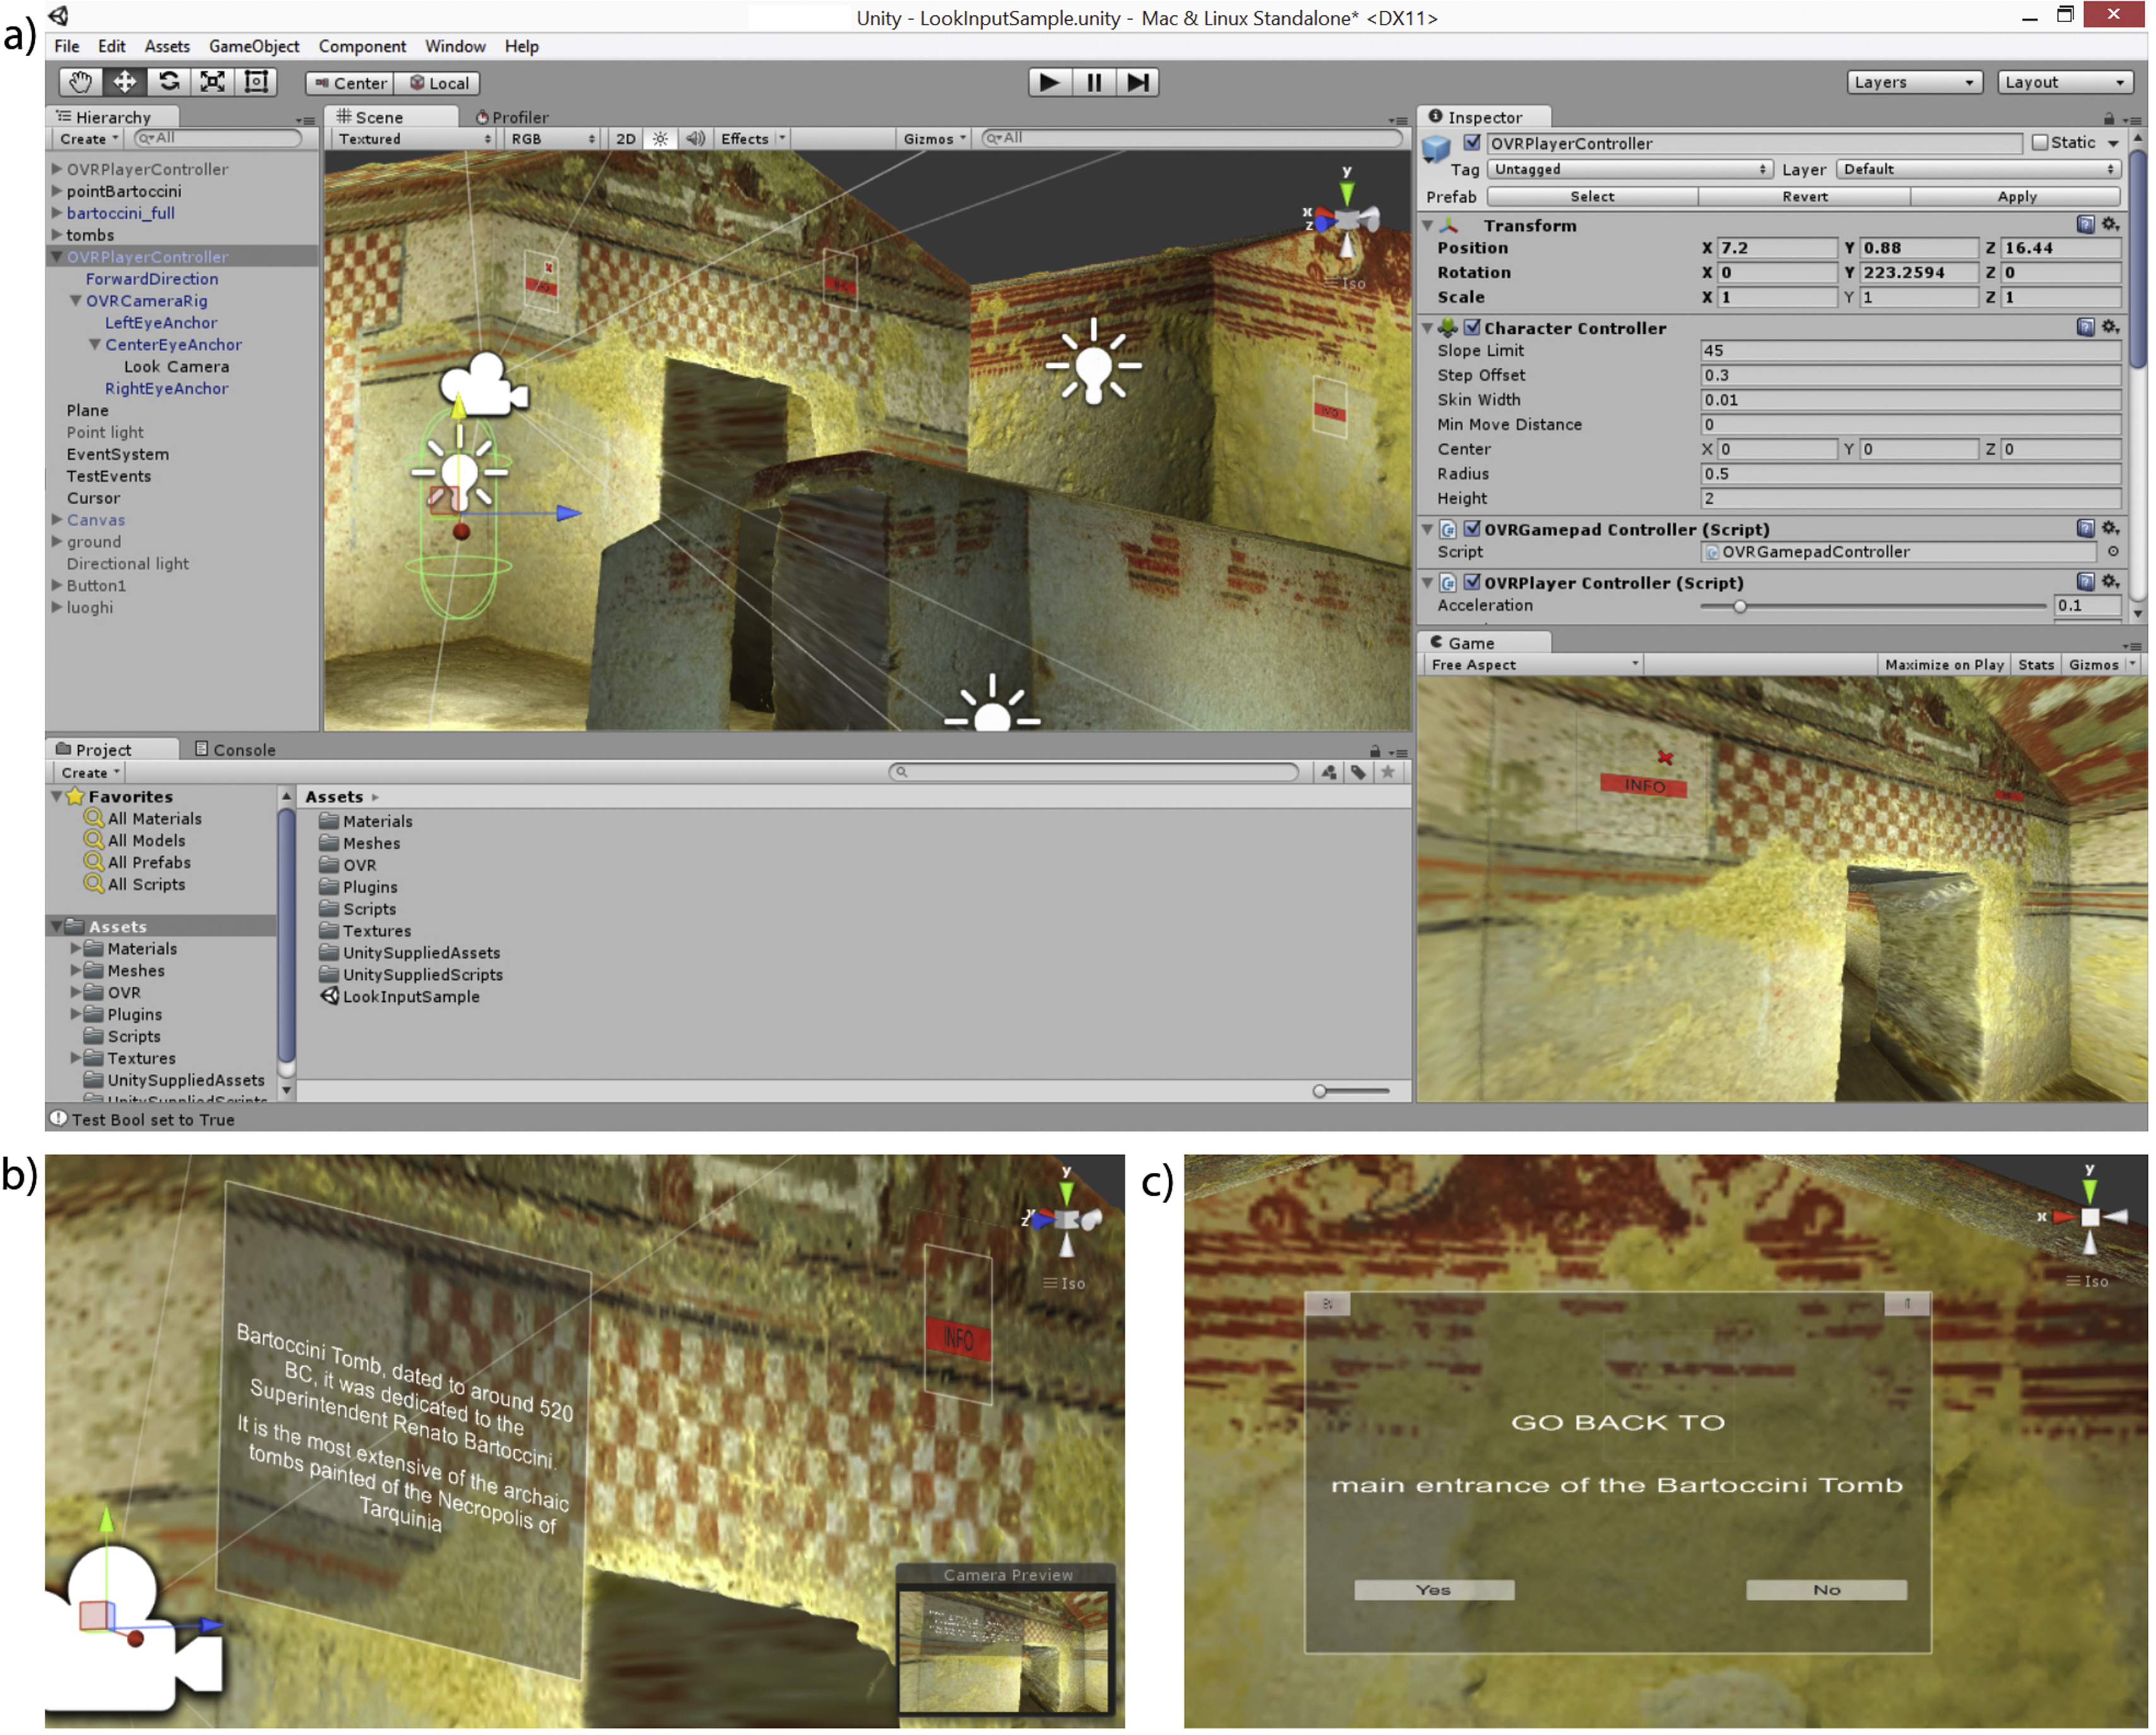 a)
Unity - LookInputSample.unity - Mac & Linux Standalone* <DX11>
File Edit Assets GameObject Component Window Help
Center Local
Layers Layout
Hierarchy
Create All
OVRPlayerController
pointBartoccini
bartoccini_full
tombs
OVRPlayerController
ForwardDirection
OVRCameraRig
LeftEyeAnchor
CenterEyeAnchor
Look Camera
RightEyeAnchor
Plane
Point light
EventSystem
TestEvents
Cursor
Canvas
ground
Directional light
Button1
luoghi
Scene Profiler
Textured RGB 2D Effects Gizmos All
y
x
z
Iso
INFO
Inspector
OVRPlayerController Static
Tag Untagged Layer Default
Prefab Select Revert Apply
Transform
Position X 7.2 Y 0.88 Z 16.44
Rotation X 0 Y 223.2594 Z 0
Scale X 1 Y 1 Z 1
Character Controller
Slope Limit 45
Step Offset 0.3
Skin Width 0.01
Min Move Distance 0
Center X 0 Y 0 Z 0
Radius 0.5
Height 2
OVRGamepad Controller (Script)
Script OVRGamepadController
OVRPlayer Controller (Script)
Acceleration 0.1
Game
Free Aspect Maximize on Play Stats Gizmos
INFO
Project Console
Create
Favorites
All Materials
All Models
All Prefabs
All Scripts
Assets
Materials
Meshes
OVR
Plugins
Scripts
Textures
UnitySuppliedAssets
UnitySuppliedScripts
Assets
Materials
Meshes
OVR
Plugins
Scripts
Textures
UnitySuppliedAssets
UnitySuppliedScripts
LookInputSample
Test Bool set to True
b)
Bartoccini Tomb, dated to around 520
BC, it was dedicated to the
Superintendent Renato Bartoccini.
It is the most extensive of the archaic
tombs painted of the Necropolis of
Tarquinia
INFO
y
z
Iso
Camera Preview
c)
y
x
Iso
GO BACK TO
main entrance of the Bartoccini Tomb
Yes No